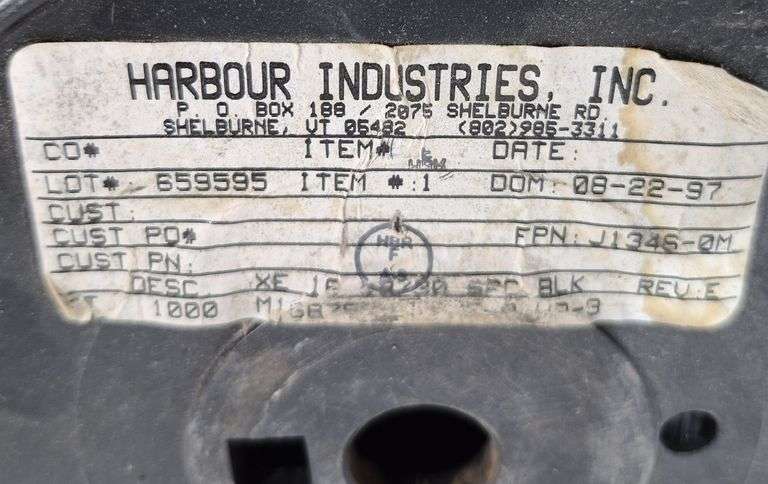 HARBOUR INDUSTRIES, INC.
P O. BOX 188 / 2075 SHELBURNE RD
SHELBURNE, VT 05482 (802)985-3311
CO# ITEM# DATE:
LOT# 659595 ITEM #:1 DOM: 08-22-97
CUST:
CUST PO# FPN: J1346-0M
CUST PN:
DESC XE 16 SPC BLK REV:E
1000
HBR
F